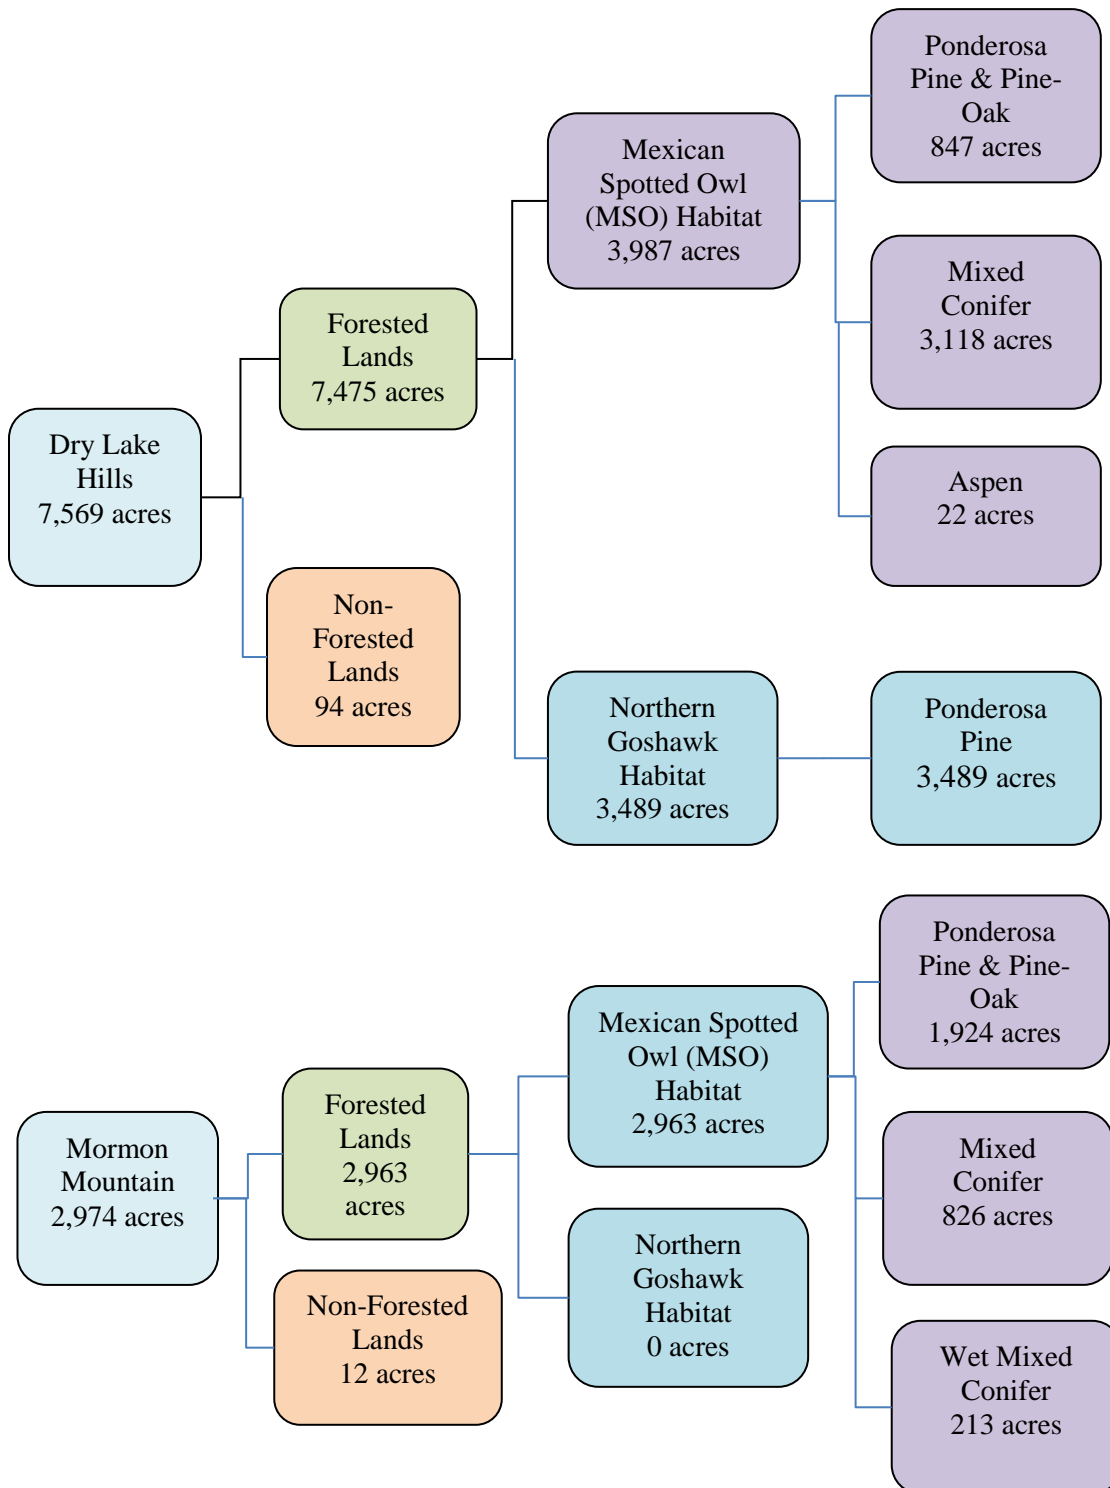 Dry Lake
Hills
7,569 acres
Forested
Lands
7,475 acres
Non-
Forested
Lands
94 acres
Mexican
Spotted Owl
(MSO) Habitat
3,987 acres
Northern
Goshawk
Habitat
3,489 acres
Ponderosa
Pine & Pine-
Oak
847 acres
Mixed
Conifer
3,118 acres
Aspen
22 acres
Ponderosa
Pine
3,489 acres
Mormon
Mountain
2,974 acres
Forested
Lands
2,963
acres
Non-Forested
Lands
12 acres
Mexican Spotted
Owl (MSO)
Habitat
2,963 acres
Northern
Goshawk
Habitat
0 acres
Ponderosa
Pine & Pine-
Oak
1,924 acres
Mixed
Conifer
826 acres
Wet Mixed
Conifer
213 acres